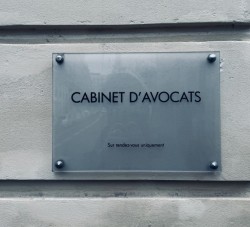 CABINET D'AVOCATS
Sur rendez-vous uniquement